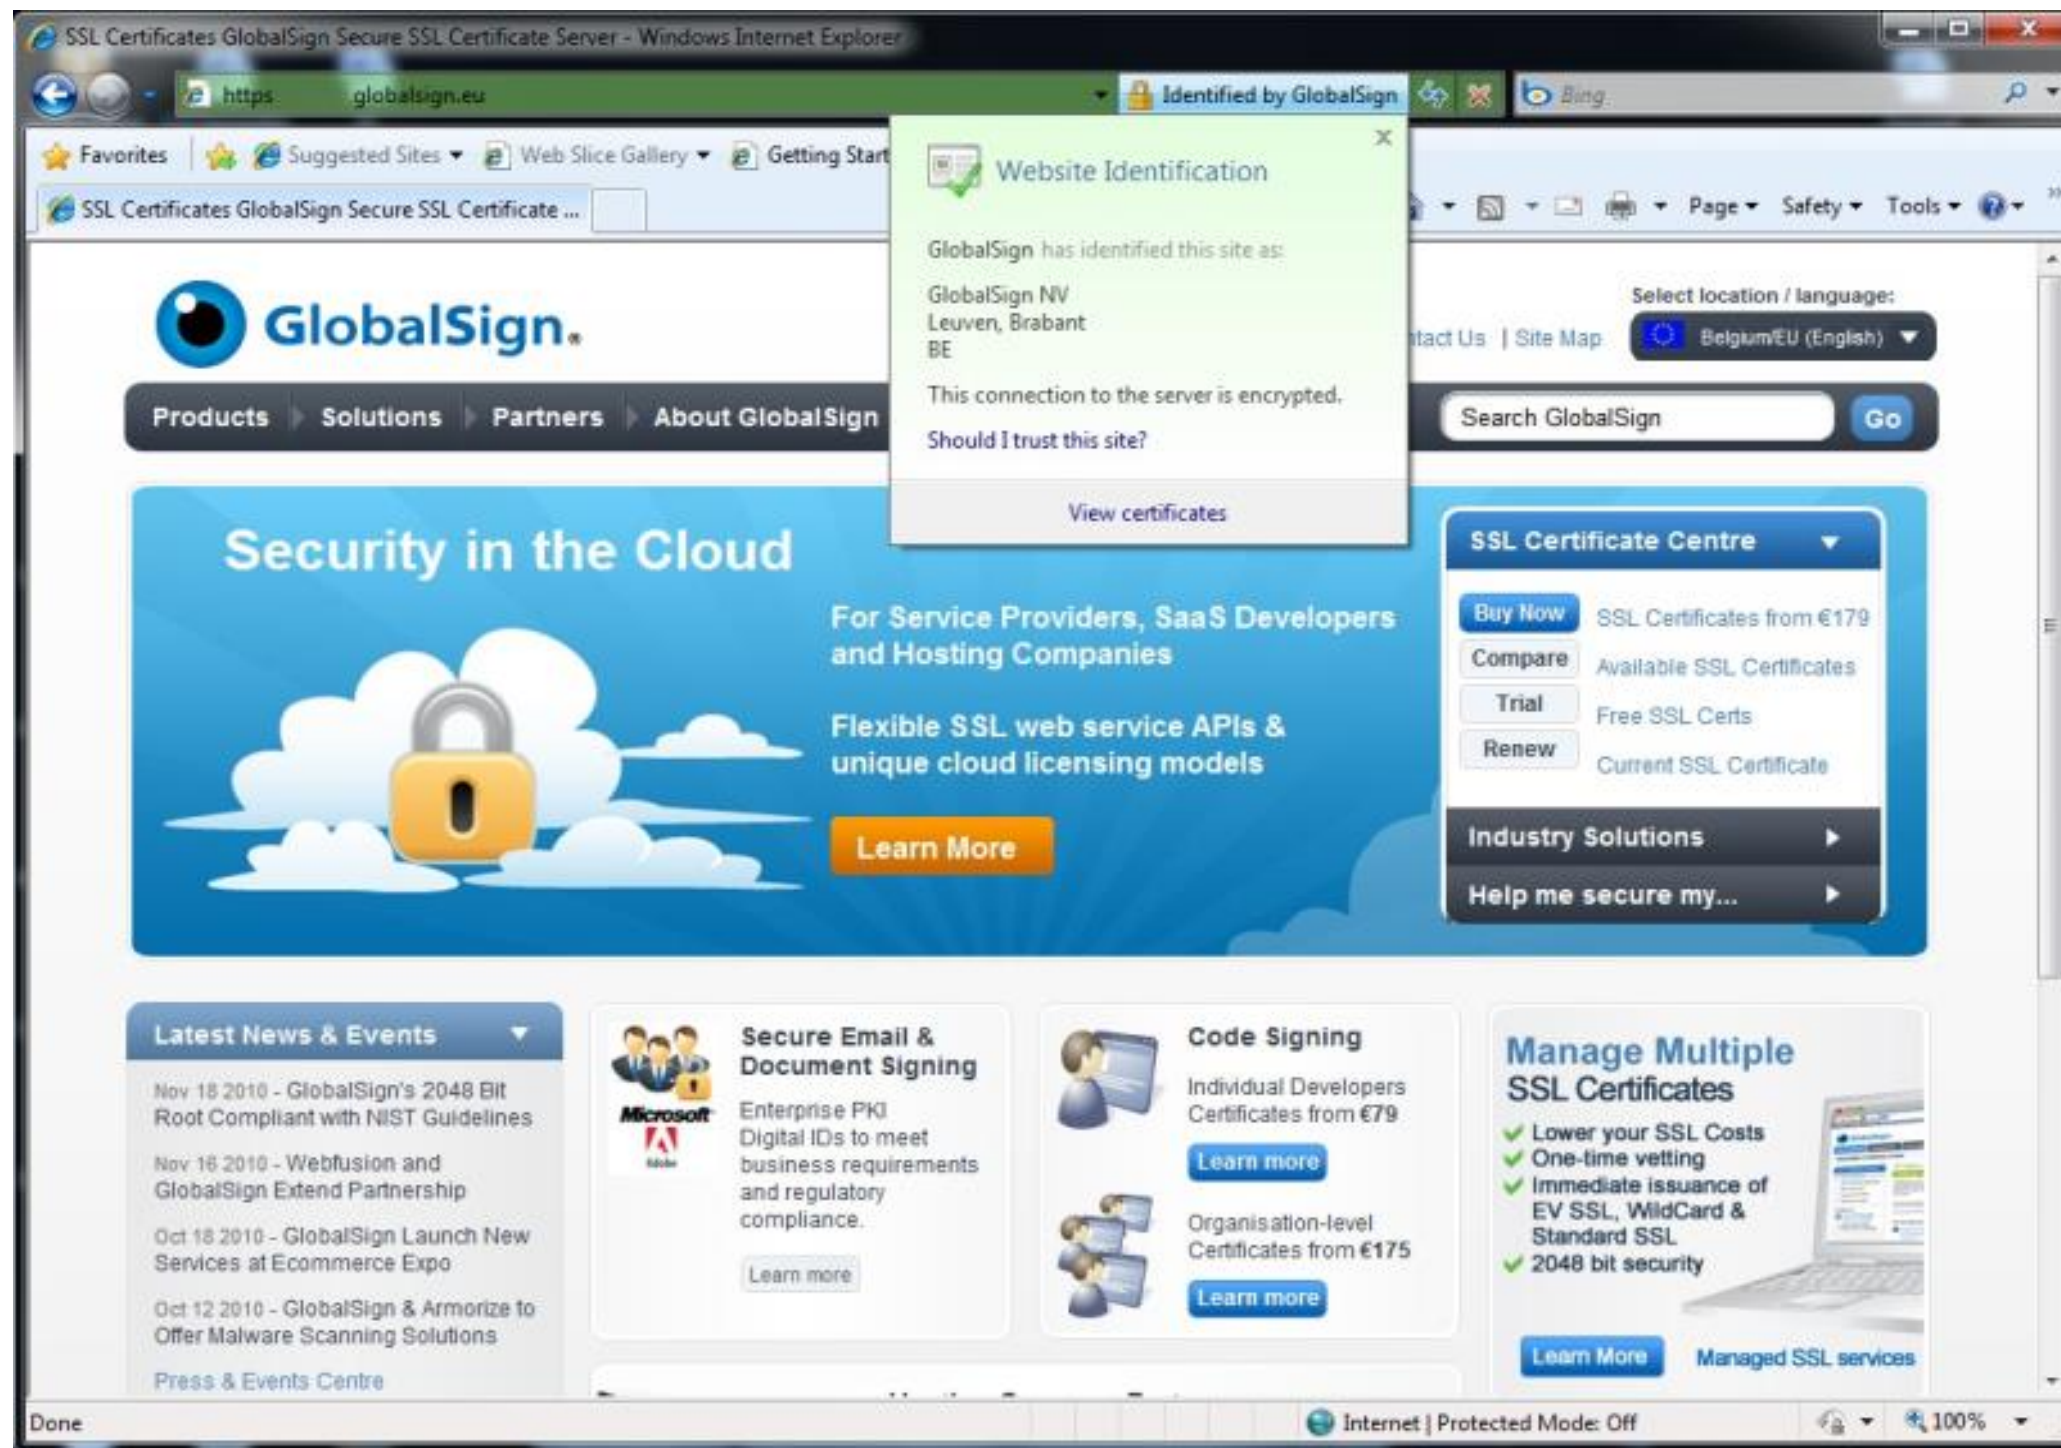 SSL Certificates GlobalSign Secure SSL Certificate Server - Windows Internet Explorer
https globalsign.eu
Identified by GlobalSign
Bing
Favorites
Suggested Sites
Web Slice Gallery
Getting Start
SSL Certificates GlobalSign Secure SSL Certificate ...
Page
Safety
Tools
Website Identification
GlobalSign has identified this site as:
GlobalSign NV
Leuven, Brabant
BE
This connection to the server is encrypted.
Should I trust this site?
View certificates
GlobalSign
Select location / language:
tact Us | Site Map
Belgium/EU (English)
Products
Solutions
Partners
About GlobalSign
Search GlobalSign
Go
Security in the Cloud
For Service Providers, SaaS Developers
and Hosting Companies
Flexible SSL web service APIs &
unique cloud licensing models
Learn More
SSL Certificate Centre
Buy Now SSL Certificates from €179
Compare Available SSL Certificates
Trial Free SSL Certs
Renew Current SSL Certificate
Industry Solutions
Help me secure my...
Latest News & Events
Nov 18 2010 - GlobalSign's 2048 Bit
Root Compliant with NIST Guidelines
Nov 16 2010 - Webfusion and
GlobalSign Extend Partnership
Oct 18 2010 - GlobalSign Launch New
Services at Ecommerce Expo
Oct 12 2010 - GlobalSign & Armorize to
Offer Malware Scanning Solutions
Press & Events Centre
Microsoft
Adobe
Secure Email &
Document Signing
Enterprise PKI
Digital IDs to meet
business requirements
and regulatory
compliance.
Learn more
Code Signing
Individual Developers
Certificates from €79
Learn more
Organisation-level
Certificates from €175
Learn more
Manage Multiple
SSL Certificates
Lower your SSL Costs
One-time vetting
Immediate issuance of
EV SSL, WildCard &
Standard SSL
2048 bit security
Learn More
Managed SSL services
Done
Internet | Protected Mode: Off
100%